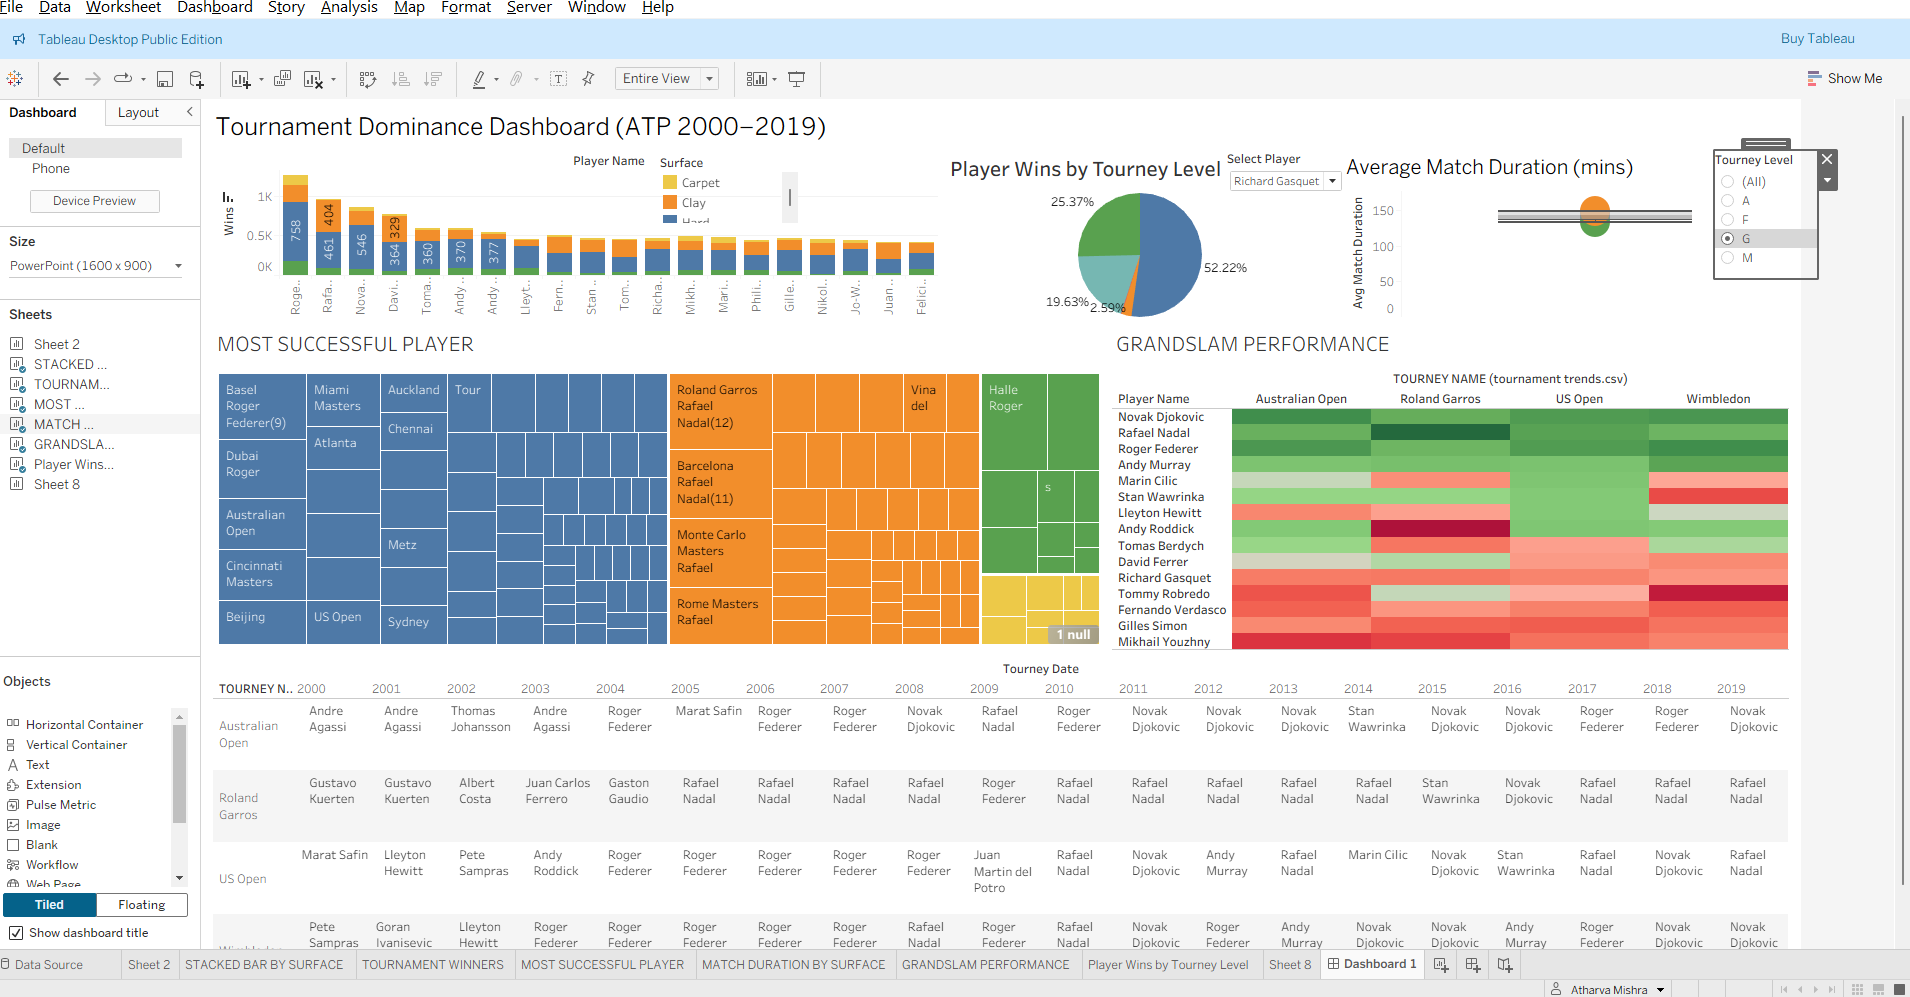 File Data Worksheet Dashboard Story Analysis Map Format Server Window Help
Tableau Desktop Public Edition
Buy Tableau
Entire View
Show Me
Dashboard
Layout
Default
Phone
Device Preview
Size
PowerPoint (1600 x 900)
Sheets
Sheet 2
STACKED ...
TOURNAM...
MOST ...
MATCH ...
GRANDSLA...
Player Wins...
Sheet 8
Objects
Horizontal Container
Vertical Container
Text
Extension
Pulse Metric
Image
Blank
Workflow
Web Page
Tiled
Floating
Show dashboard title
Tournament Dominance Dashboard (ATP 2000–2019)
Player Name
Surface
Carpet
Clay
Hard
Wins
1K
0.5K
0K
758
461
404
546
364
329
360
370
377
Roge..
Rafa..
Nova..
Davi..
Toma..
Andy ..
Andy ..
Lleyt..
Fern..
Stan ..
Tom..
Richa..
Mikh..
Mari..
Phili..
Gille..
Nikol..
Jo-W..
Juan ..
Felici..
Player Wins by Tourney Level
Select Player
Richard Gasquet
25.37%
52.22%
19.63%
2.59%
Average Match Duration (mins)
Avg Match Duration
150
100
50
0
Tourney Level
(All)
A
F
G
M
MOST SUCCESSFUL PLAYER
Basel
Roger
Federer(9)
Dubai
Roger
Australian
Open
Cincinnati
Masters
Beijing
Miami
Masters
Atlanta
US Open
Auckland
Chennai
Metz
Sydney
Tour
Roland Garros
Rafael
Nadal(12)
Barcelona
Rafael
Nadal(11)
Monte Carlo
Masters
Rafael
Rome Masters
Rafael
Vina
del
Halle
Roger
s
1 null
GRANDSLAM PERFORMANCE
TOURNEY NAME (tournament trends.csv)
Player Name Australian Open Roland Garros US Open Wimbledon
Novak Djokovic
Rafael Nadal
Roger Federer
Andy Murray
Marin Cilic
Stan Wawrinka
Lleyton Hewitt
Andy Roddick
Tomas Berdych
David Ferrer
Richard Gasquet
Tommy Robredo
Fernando Verdasco
Gilles Simon
Mikhail Youzhny
Tourney Date
TOURNEY N.. 2000 2001 2002 2003 2004 2005 2006 2007 2008 2009 2010 2011 2012 2013 2014 2015 2016 2017 2018 2019
Andre Andre Thomas Andre Roger Marat Safin Roger Roger Novak Rafael Roger Novak Novak Novak Stan Novak Novak Roger Roger Novak
Australian Agassi Agassi Johansson Agassi Federer Federer Federer Djokovic Nadal Federer Djokovic Djokovic Djokovic Wawrinka Djokovic Djokovic Federer Federer Djokovic
Open
Gustavo Gustavo Albert Juan Carlos Gaston Rafael Rafael Rafael Rafael Roger Rafael Rafael Rafael Rafael Rafael Stan Novak Rafael Rafael Rafael
Roland Kuerten Kuerten Costa Ferrero Gaudio Nadal Nadal Nadal Nadal Federer Nadal Nadal Nadal Nadal Nadal Wawrinka Djokovic Nadal Nadal Nadal
Garros
Marat Safin Lleyton Pete Andy Roger Roger Roger Roger Roger Juan Rafael Novak Andy Rafael Marin Cilic Novak Stan Rafael Novak Rafael
Hewitt Sampras Roddick Federer Federer Federer Federer Federer Martin del Nadal Djokovic Murray Nadal Djokovic Wawrinka Nadal Djokovic Nadal
US Open Potro
Pete Goran Lleyton Roger Roger Roger Roger Roger Rafael Roger Rafael Novak Roger Andy Novak Novak Andy Roger Novak Novak
Wimbledon Sampras Ivanisevic Hewitt Federer Federer Federer Federer Federer Nadal Federer Nadal Djokovic Federer Murray Djokovic Djokovic Murray Federer Djokovic Djokovic
Data Source Sheet 2 STACKED BAR BY SURFACE TOURNAMENT WINNERS MOST SUCCESSFUL PLAYER MATCH DURATION BY SURFACE GRANDSLAM PERFORMANCE Player Wins by Tourney Level Sheet 8 Dashboard 1
Atharva Mishra